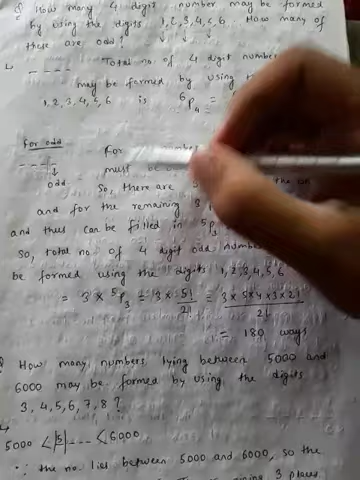 Q How many 4 digit number may be formed
by using the digits 1,2,3,4,5,6. How many of
these are odd?
Total no. of 4 digit number
may be formed by using
1,2,3,4,5,6 is ⁶P₄ =
For odd
For
must be
odd
So, there are
and for the remaining 3
and thus can be filled in ⁵P₃
So, total no. of 4 digit odd
be formed using the digits 1,2,3,4,5,6
= 3 × ⁵P₃ = 3 × 5!/2! = 3 × 5×4×3×2!/2!
= 180 ways
How many numbers lying between 5000 and
6000 may be formed by using the digits
3, 4, 5, 6, 7, 8?
5000 < |5| _ _ _ < 6000
∵ the no. lies between 5000 and 6000, so the
3 places